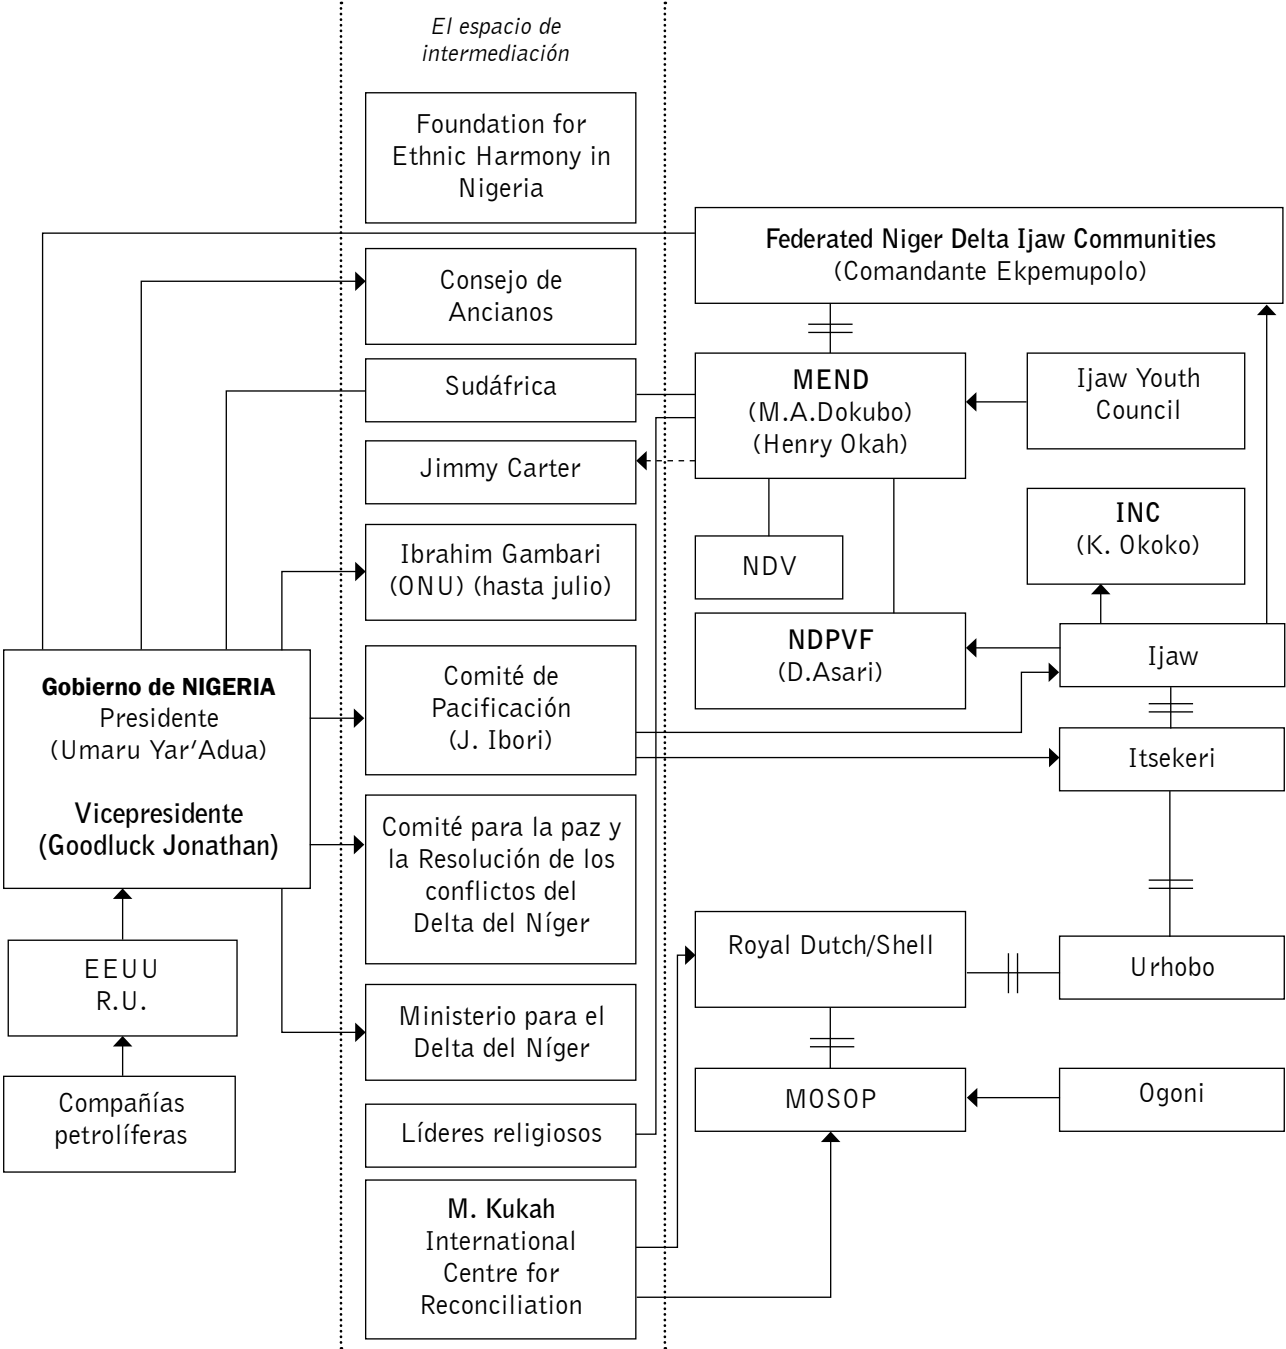 El espacio de
intermediación
Foundation for
Ethnic Harmony in
Nigeria
Consejo de
Ancianos
Sudáfrica
Jimmy Carter
Ibrahim Gambari
(ONU) (hasta julio)
Comité de
Pacificación
(J. Ibori)
Comité para la paz y
la Resolución de los
conflictos del
Delta del Níger
Ministerio para el
Delta del Níger
Líderes religiosos
M. Kukah
International
Centre for
Reconciliation
Gobierno de NIGERIA
Presidente
(Umaru Yar’Adua)
Vicepresidente
(Goodluck Jonathan)
EEUU
R.U.
Compañías
petrolíferas
Federated Niger Delta Ijaw Communities
(Comandante Ekpemupolo)
MEND
(M.A.Dokubo)
(Henry Okah)
Ijaw Youth
Council
INC
(K. Okoko)
NDV
NDPVF
(D.Asari)
Ijaw
Itsekeri
Royal Dutch/Shell
Urhobo
MOSOP
Ogoni